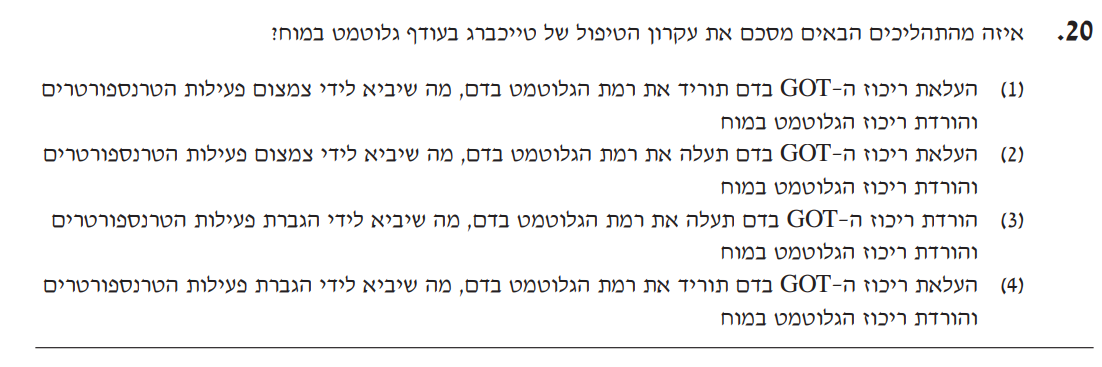 20. איזה מהתהליכים הבאים מסכם את עקרון הטיפול של טייכברג בעודף גלוטמט במוח?
(1) העלאת ריכוז ה-GOT בדם תוריד את רמת הגלוטמט בדם, מה שיביא לידי צמצום פעילות הטרנספורטרים
והורדת ריכוז הגלוטמט במוח
(2) העלאת ריכוז ה-GOT בדם תעלה את רמת הגלוטמט בדם, מה שיביא לידי צמצום פעילות הטרנספורטרים
והורדת ריכוז הגלוטמט במוח
(3) הורדת ריכוז ה-GOT בדם תעלה את רמת הגלוטמט בדם, מה שיביא לידי הגברת פעילות הטרנספורטרים
והורדת ריכוז הגלוטמט במוח
(4) העלאת ריכוז ה-GOT בדם תוריד את רמת הגלוטמט בדם, מה שיביא לידי הגברת פעילות הטרנספורטרים
והורדת ריכוז הגלוטמט במוח